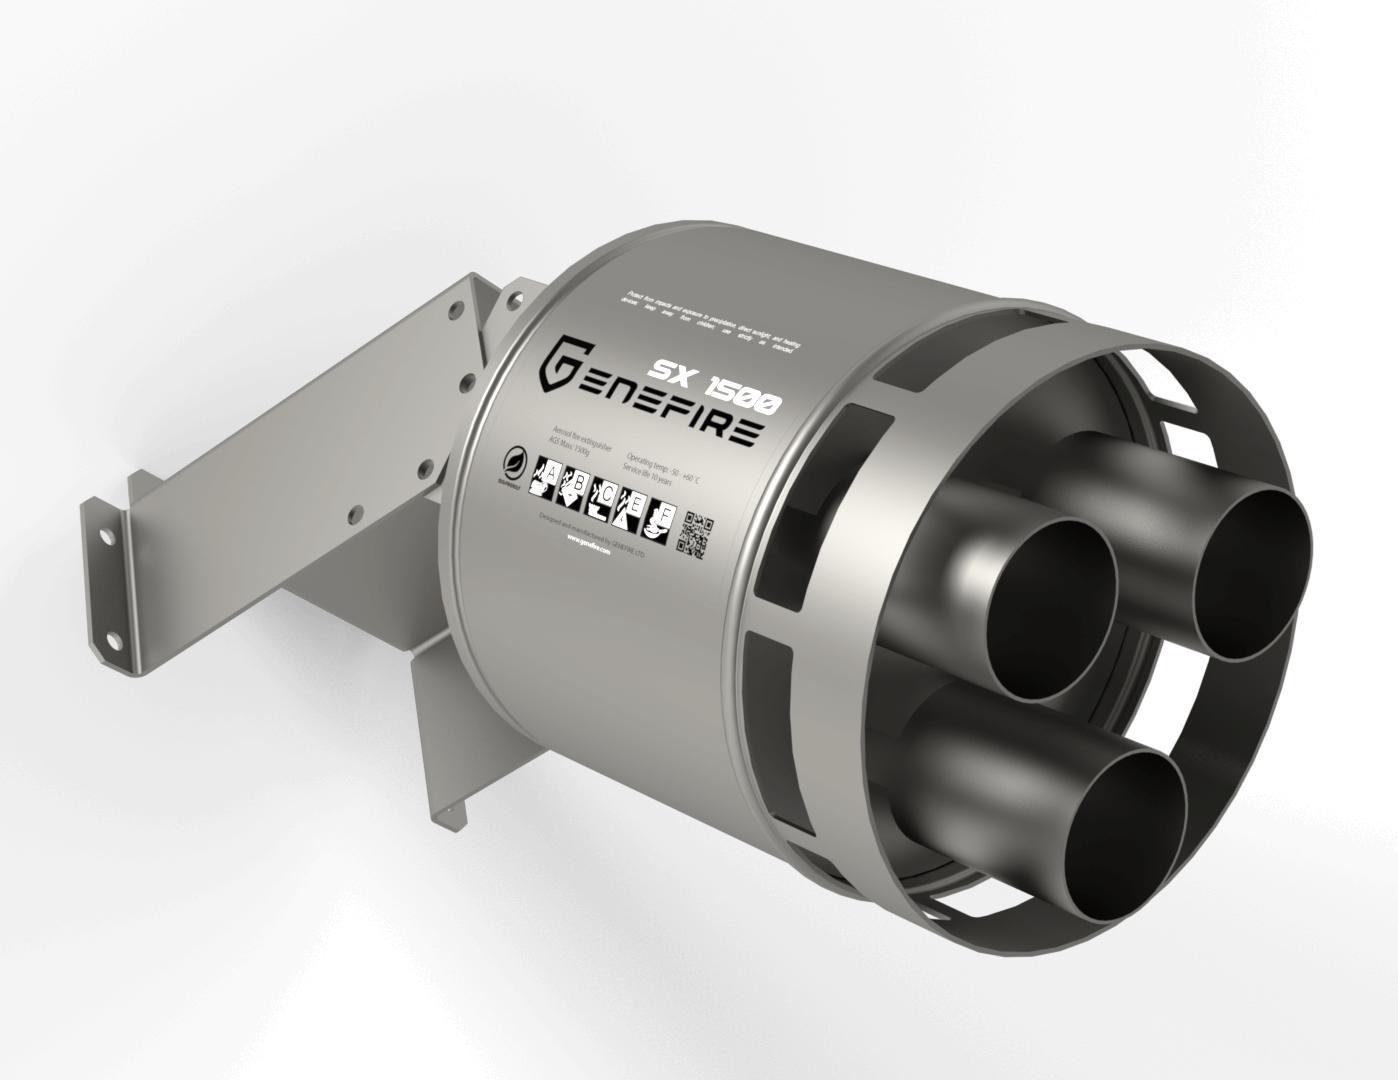 Protect from impacts and exposure to precipitation, direct sunlight, and heating
devices. keep away from children. use strictly as intended.
SX 1500
GENEFIRE
Aerosol fire extinguisher
AGS Mass: 1500g
Operating temp: -50 - +60 °C
Service life 10 years
A B C E F
Designed and manufactured by GENEFIRE LTD
www.genefire.com